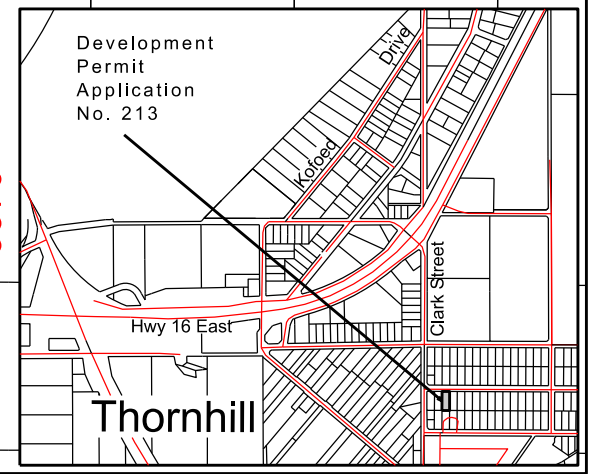 Development
Permit
Application
No. 213
Kofoed Drive
Clark Street
Hwy 16 East
Thornhill